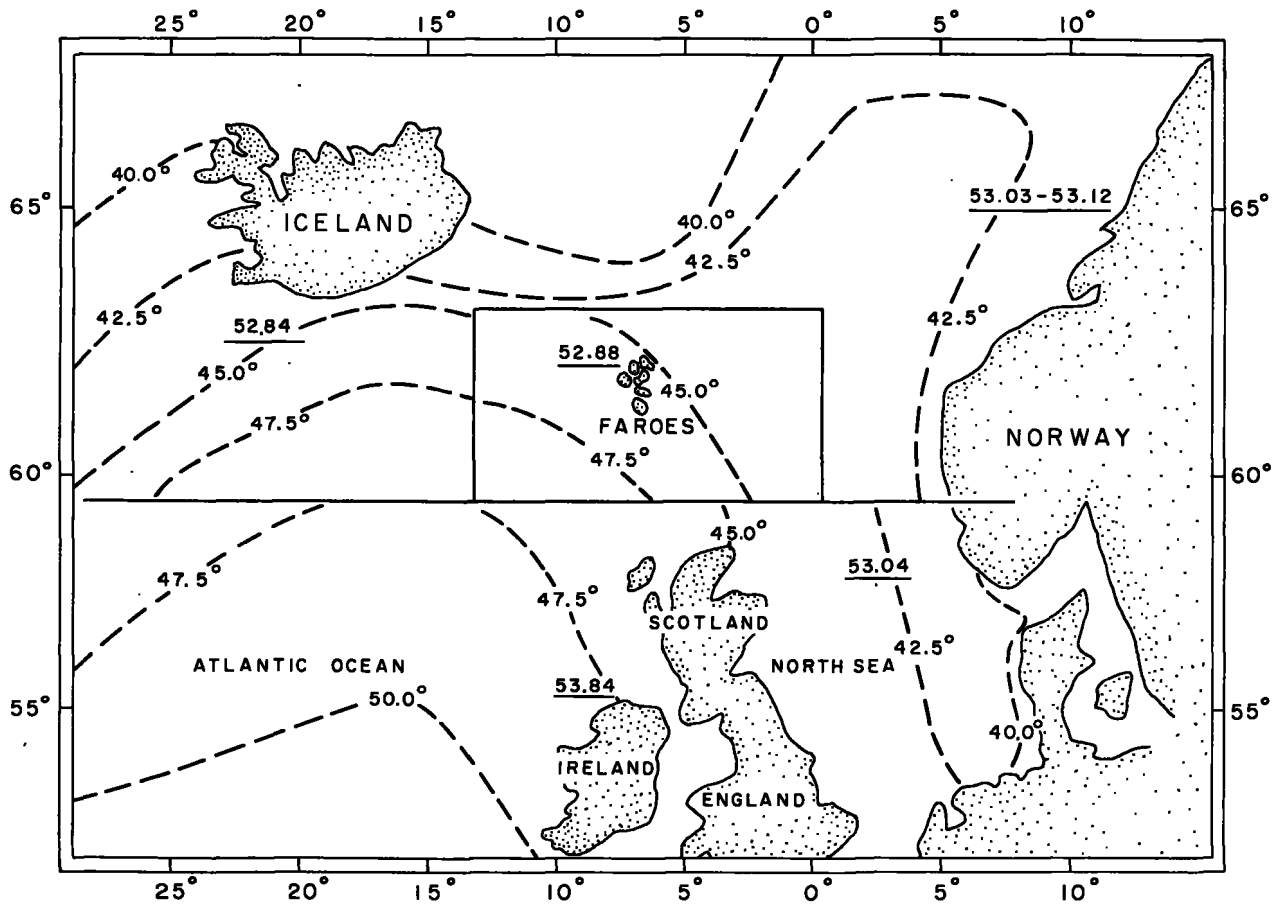 25° 20° 15° 10° 5° 0° 5° 10°
40.0°
65° ICELAND 40.0° 53.03-53.12 65°
42.5°
42.5° 42.5°
52.84
52.88
45.0° 45.0°
47.5° FAROES NORWAY
47.5°
60° 60°
45.0°
47.5° 53.04
47.5°
SCOTLAND
ATLANTIC OCEAN NORTH SEA 42.5°
53.84
50.0°
55° 55°
40.0°
IRELAND
ENGLAND
25° 20° 15° 10° 5° 0° 5° 10°